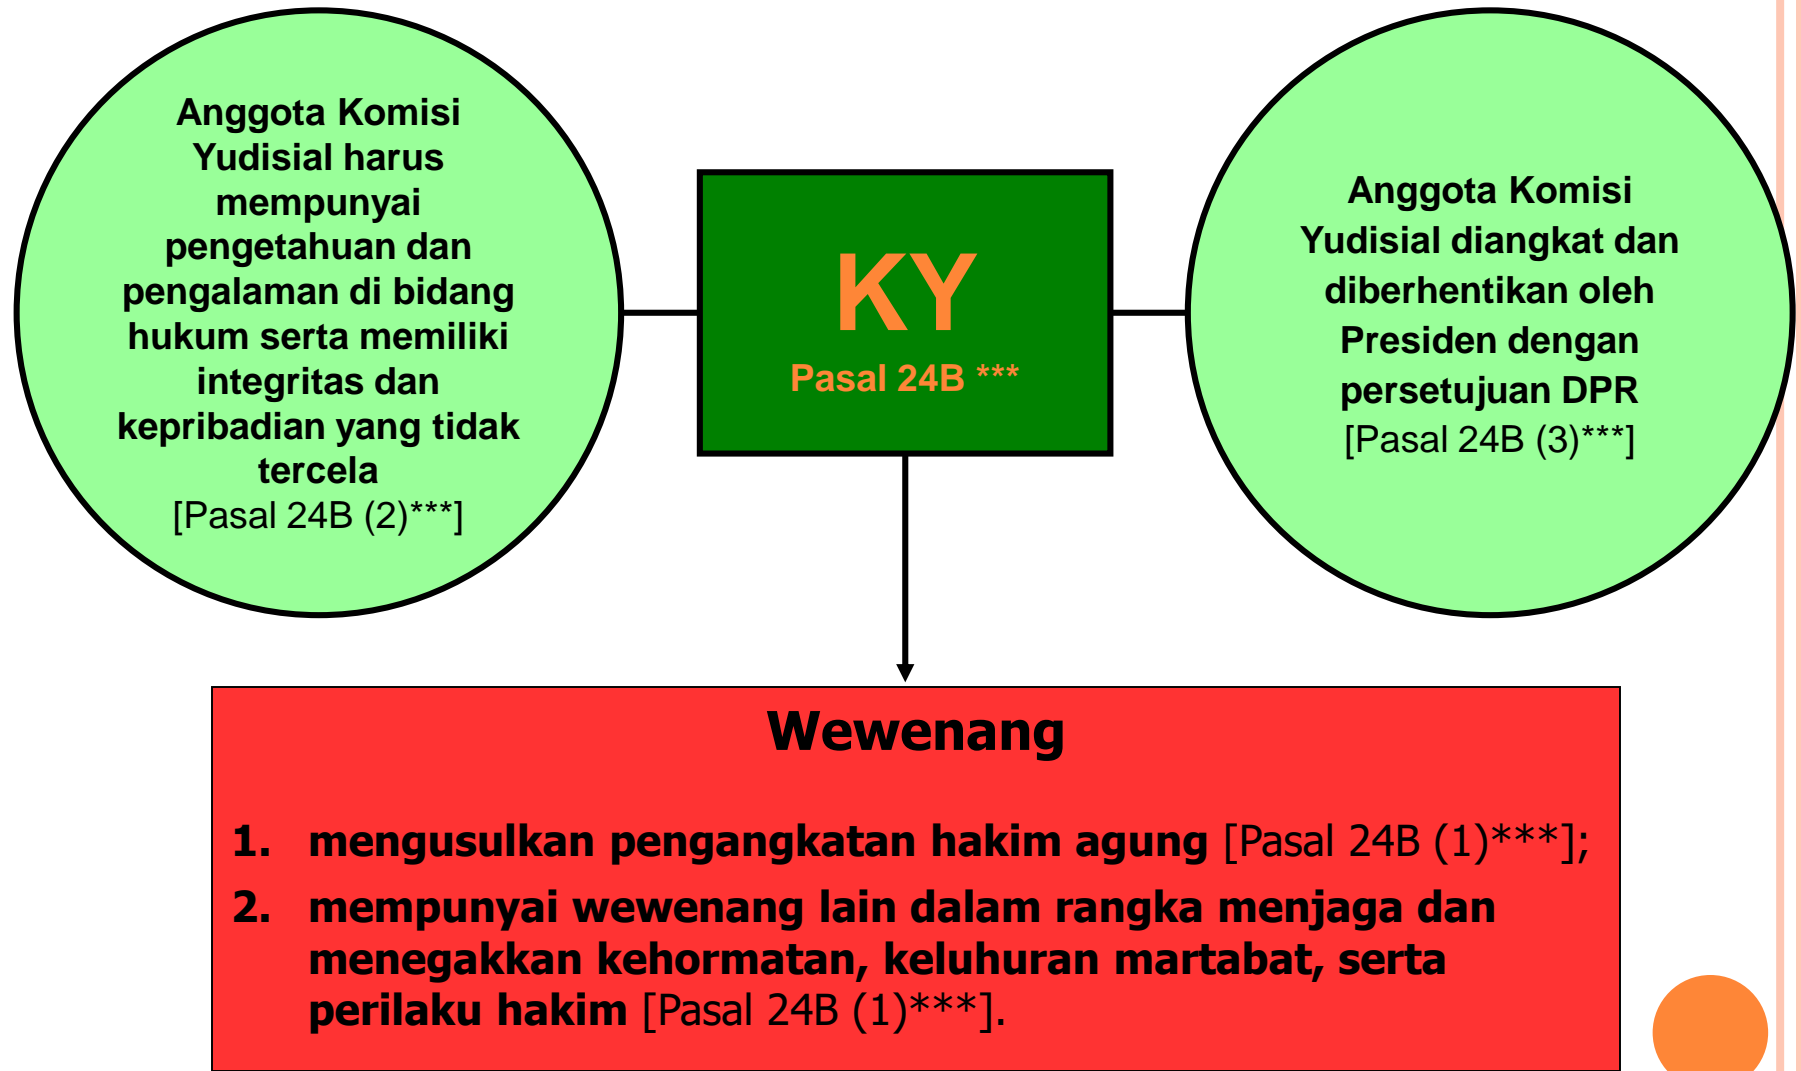 Anggota Komisi
Yudisial harus
mempunyai
pengetahuan dan
pengalaman di bidang
hukum serta memiliki
integritas dan
kepribadian yang tidak
tercela
[Pasal 24B (2)***]
KY
Pasal 24B ***
Anggota Komisi
Yudisial diangkat dan
diberhentikan oleh
Presiden dengan
persetujuan DPR
[Pasal 24B (3)***]
Wewenang
1. mengusulkan pengangkatan hakim agung [Pasal 24B (1)***];
2. mempunyai wewenang lain dalam rangka menjaga dan
menegakkan kehormatan, keluhuran martabat, serta
perilaku hakim [Pasal 24B (1)***].